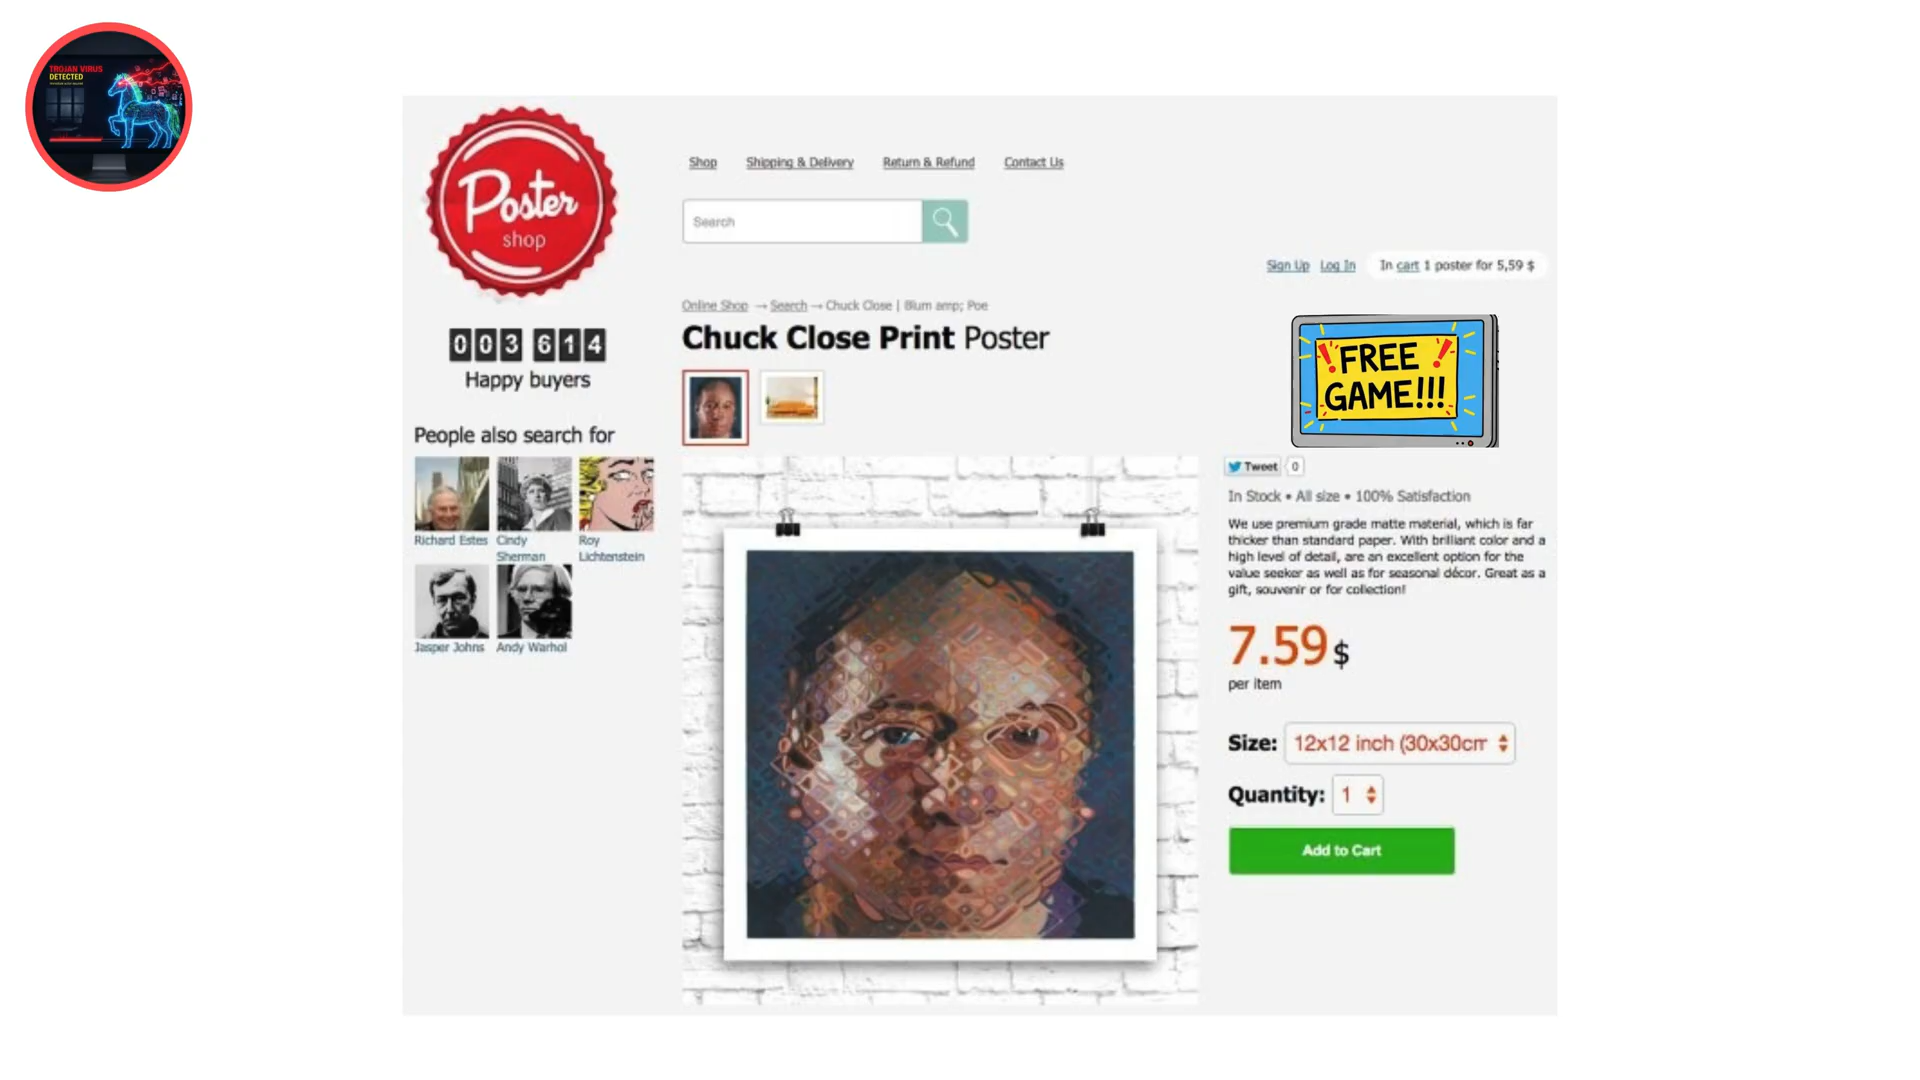 TROJAN VIRUS
DETECTED
Poster
shop
Shop
Shipping & Delivery
Return & Refund
Contact Us
Search
Sign Up
Log In
In cart 1 poster for 5,59 $
Online Shop → Search → Chuck Close | Blum amp; Poe
Chuck Close Print Poster
003 614
Happy buyers
People also search for
Richard Estes
Cindy
Sherman
Roy
Lichtenstein
Jasper Johns
Andy Warhol
! FREE !
GAME!!!
Tweet
0
In Stock • All size • 100% Satisfaction
We use premium grade matte material, which is far
thicker than standard paper. With brilliant color and a
high level of detail, are an excellent option for the
value seeker as well as for seasonal décor. Great as a
gift, souvenir or for collection!
7.59 $
per item
Size: 12x12 inch (30x30cm
Quantity: 1
Add to Cart